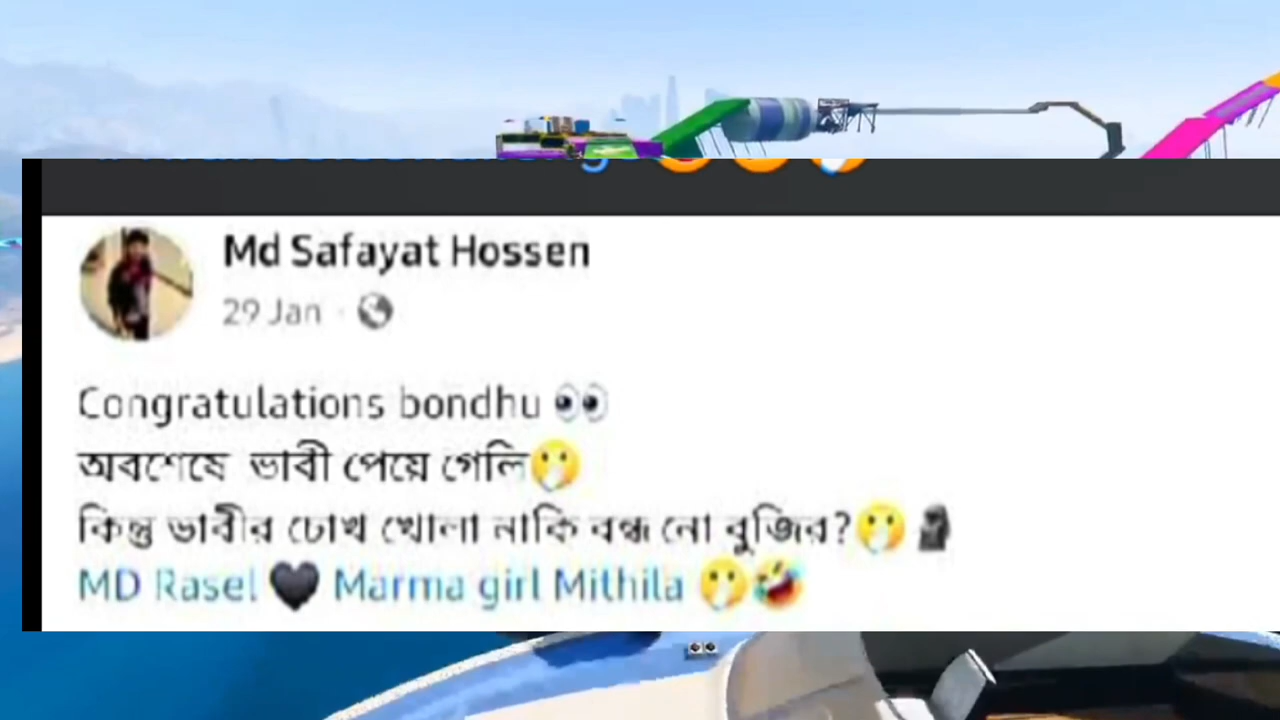 Md Safayat Hossen
29 Jan ·
Congratulations bondhu 👀
অবশেষে ভাবী পেয়ে গেলি🤭
কিন্তু ভাবীর চোখ খোলা নাকি বন্ধ নো বুজির?🤭🗿
MD Rasel 🖤 Marma girl Mithila 🤭🤣